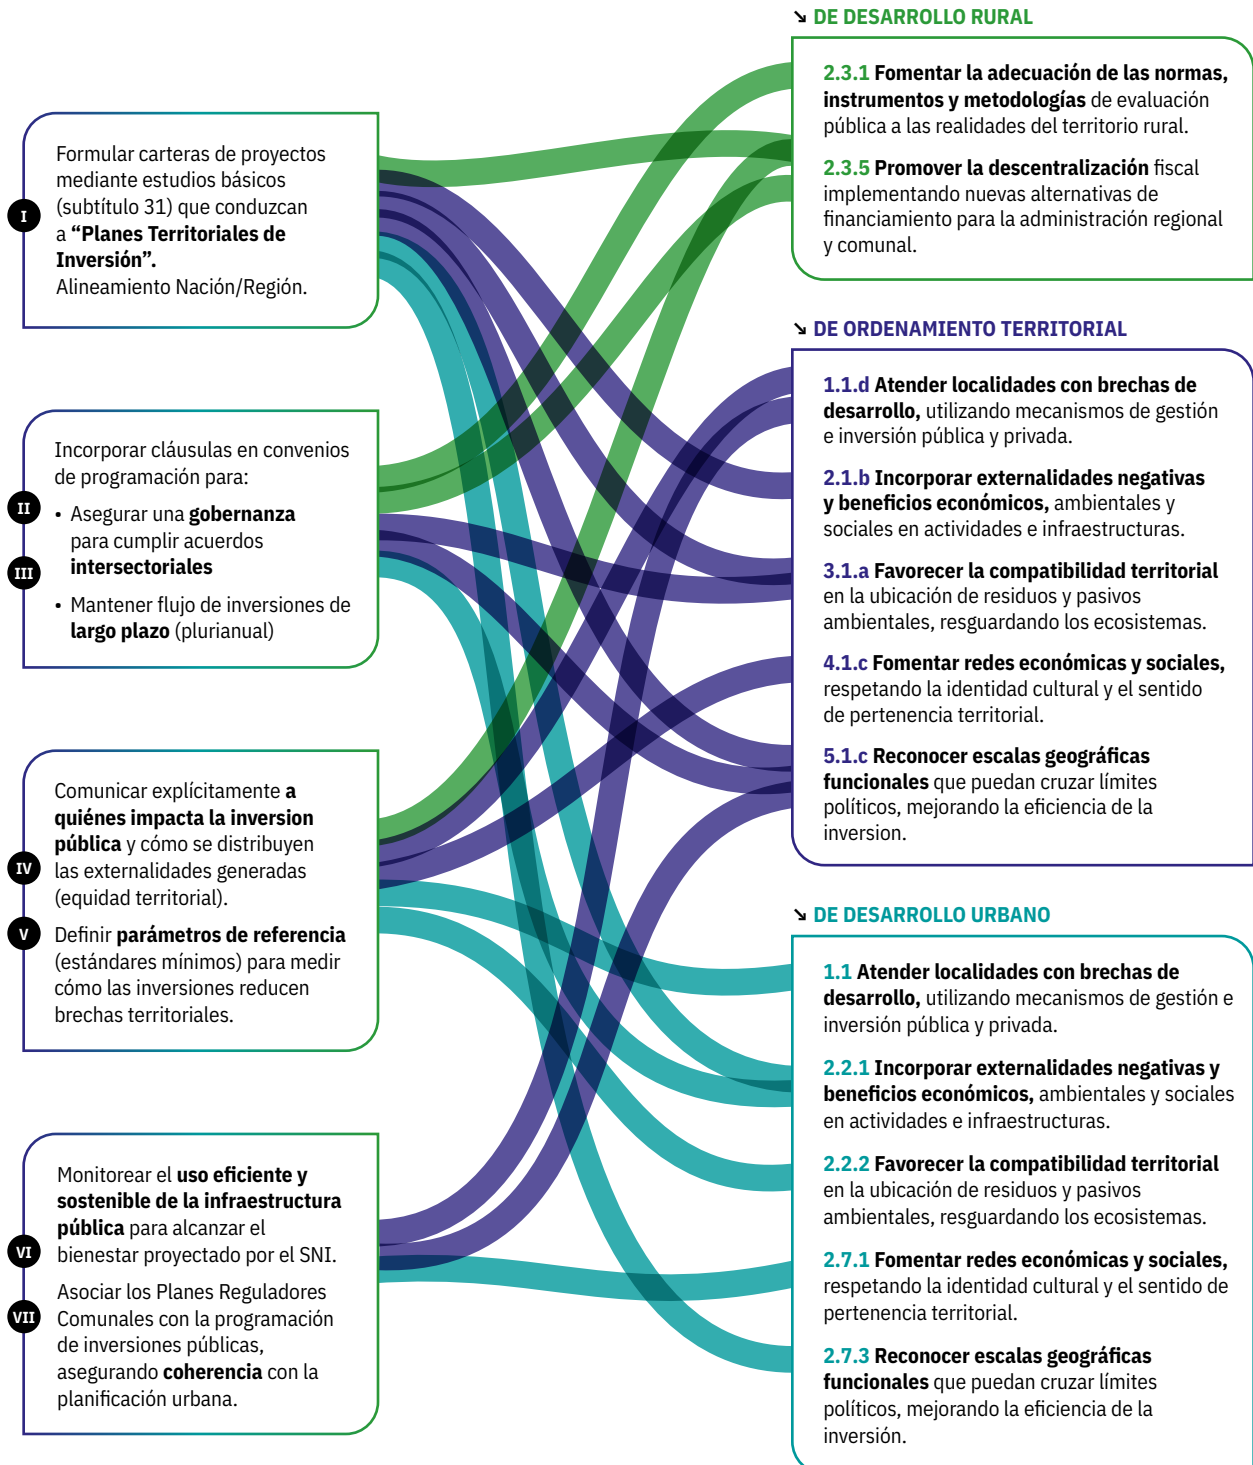 I
Formular carteras de proyectos
mediante estudios básicos
(subtítulo 31) que conduzcan
a “Planes Territoriales de
Inversión”.
Alineamiento Nación/Región.
II
III
Incorporar cláusulas en convenios
de programación para:
• Asegurar una gobernanza
para cumplir acuerdos
intersectoriales
• Mantener flujo de inversiones de
largo plazo (plurianual)
IV
Comunicar explícitamente a
quiénes impacta la inversion
pública y cómo se distribuyen
las externalidades generadas
(equidad territorial).
V
Definir parámetros de referencia
(estándares mínimos) para medir
cómo las inversiones reducen
brechas territoriales.
VI
Monitorear el uso eficiente y
sostenible de la infraestructura
pública para alcanzar el
bienestar proyectado por el SNI.
VII
Asociar los Planes Reguladores
Comunales con la programación
de inversiones públicas,
asegurando coherencia con la
planificación urbana.
↘ DE DESARROLLO RURAL
2.3.1 Fomentar la adecuación de las normas,
instrumentos y metodologías de evaluación
pública a las realidades del territorio rural.
2.3.5 Promover la descentralización fiscal
implementando nuevas alternativas de
financiamiento para la administración regional
y comunal.
↘ DE ORDENAMIENTO TERRITORIAL
1.1.d Atender localidades con brechas de
desarrollo, utilizando mecanismos de gestión
e inversión pública y privada.
2.1.b Incorporar externalidades negativas
y beneficios económicos, ambientales y
sociales en actividades e infraestructuras.
3.1.a Favorecer la compatibilidad territorial
en la ubicación de residuos y pasivos
ambientales, resguardando los ecosistemas.
4.1.c Fomentar redes económicas y sociales,
respetando la identidad cultural y el sentido
de pertenencia territorial.
5.1.c Reconocer escalas geográficas
funcionales que puedan cruzar límites
políticos, mejorando la eficiencia de la
inversion.
↘ DE DESARROLLO URBANO
1.1 Atender localidades con brechas de
desarrollo, utilizando mecanismos de gestión e
inversión pública y privada.
2.2.1 Incorporar externalidades negativas y
beneficios económicos, ambientales y sociales
en actividades e infraestructuras.
2.2.2 Favorecer la compatibilidad territorial
en la ubicación de residuos y pasivos
ambientales, resguardando los ecosistemas.
2.7.1 Fomentar redes económicas y sociales,
respetando la identidad cultural y el sentido de
pertenencia territorial.
2.7.3 Reconocer escalas geográficas
funcionales que puedan cruzar límites
políticos, mejorando la eficiencia de la
inversión.